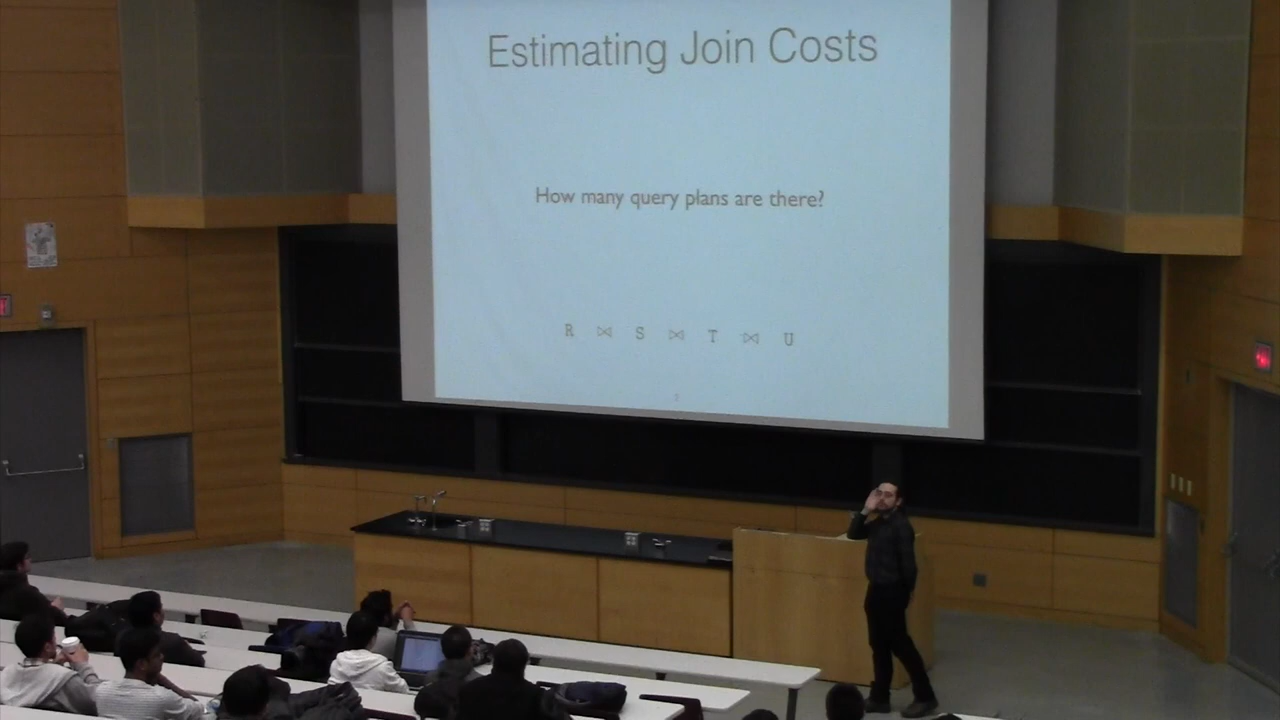 Estimating Join Costs
How many query plans are there?
R ⋈ S ⋈ T ⋈ U